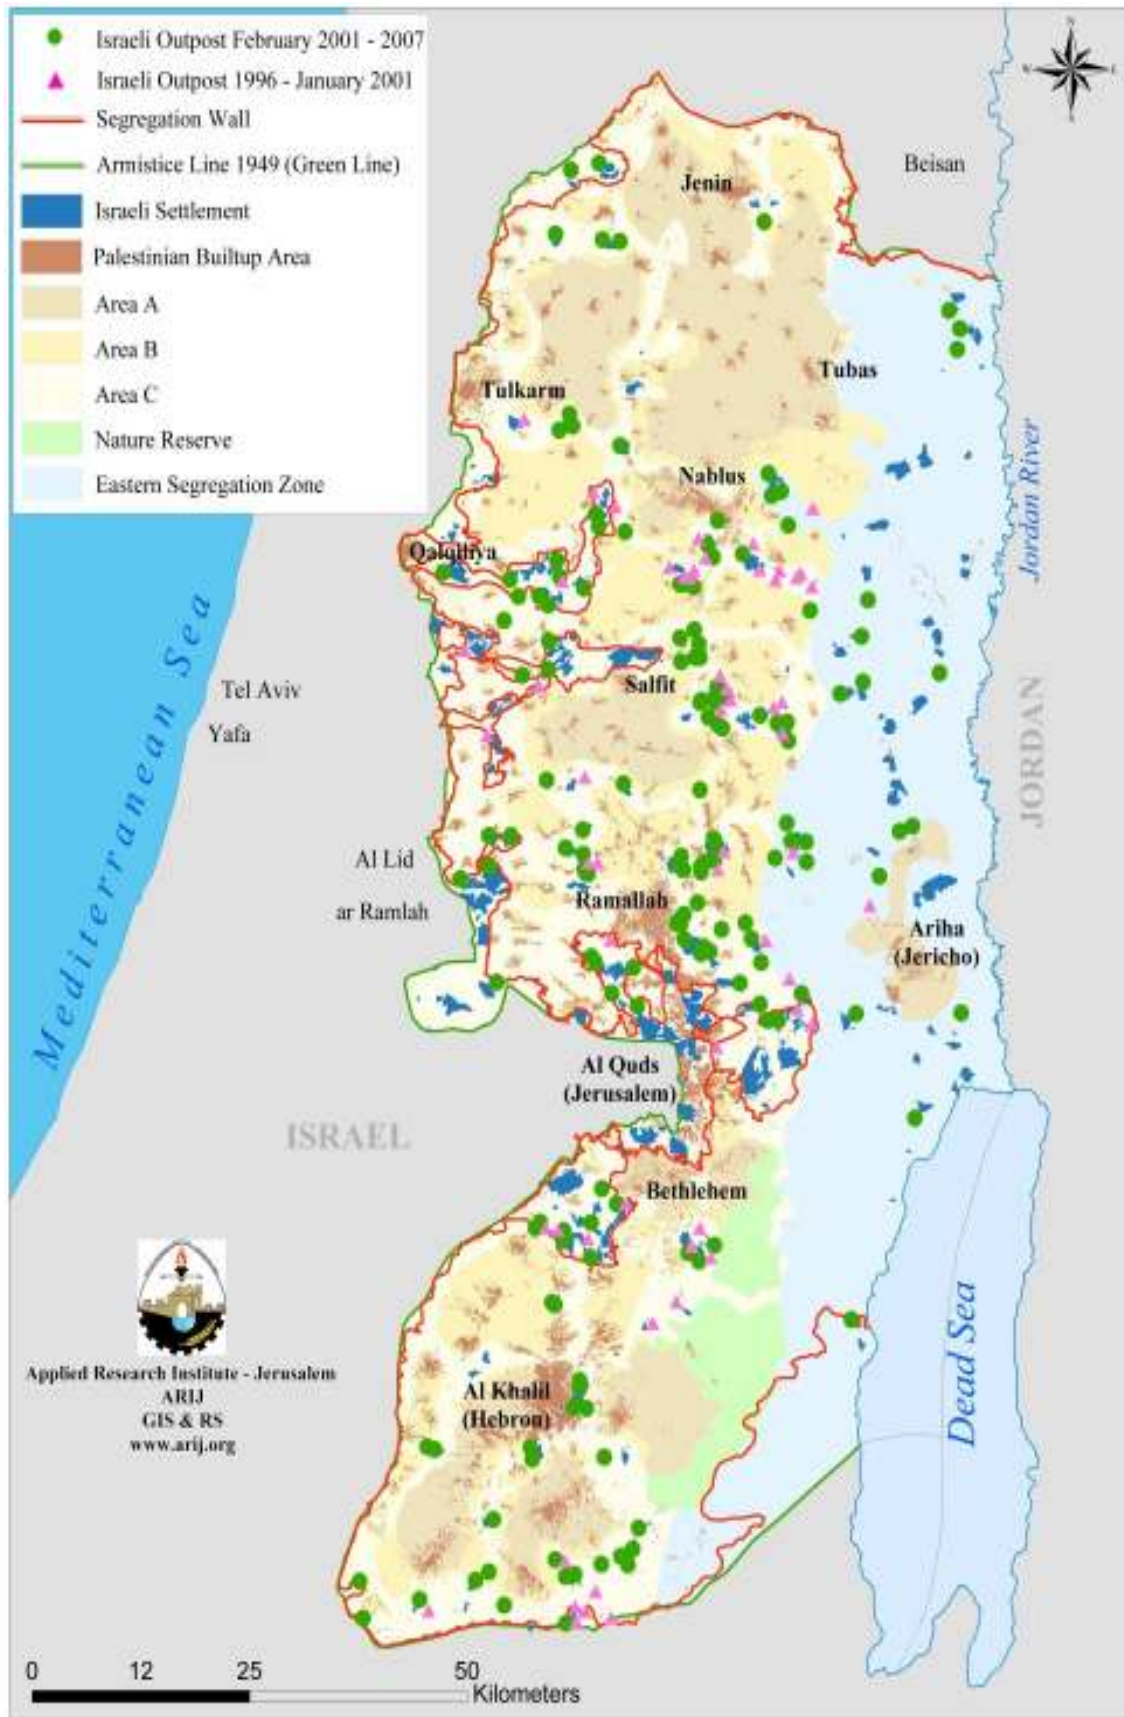 Israeli Outpost February 2001 - 2007
Israeli Outpost 1996 - January 2001
Segregation Wall
Armistice Line 1949 (Green Line)
Israeli Settlement
Palestinian Builtup Area
Area A
Area B
Area C
Nature Reserve
Eastern Segregation Zone
N
W
E
S
Beisan
Jenin
Tubas
Tulkarm
Nablus
Jordan River
Qalqiliya
Mediterranean Sea
Tel Aviv
Yafa
Salfit
JORDAN
Al Lid
ar Ramlah
Ramallah
Ariha
(Jericho)
Al Quds
(Jerusalem)
ISRAEL
Bethlehem
Al Khalil
(Hebron)
Dead Sea
Applied Research Institute - Jerusalem
ARIJ
GIS & RS
www.arij.org
0 12 25 50
Kilometers